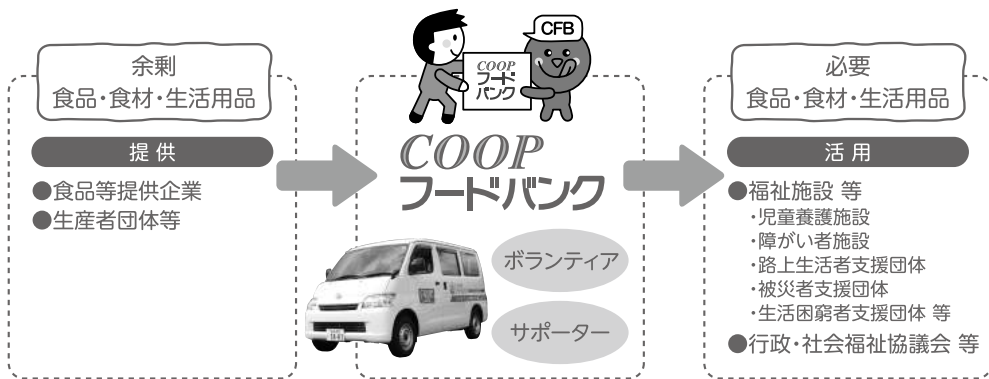 余剰
食品・食材・生活用品
提供
●食品等提供企業
●生産者団体等
CFB
COOP
フード
バンク
COOP
フードバンク
ボランティア
サポーター
必要
食品・食材・生活用品
活用
●福祉施設 等
・児童養護施設
・障がい者施設
・路上生活者支援団体
・被災者支援団体
・生活困窮者支援団体 等
●行政・社会福祉協議会 等